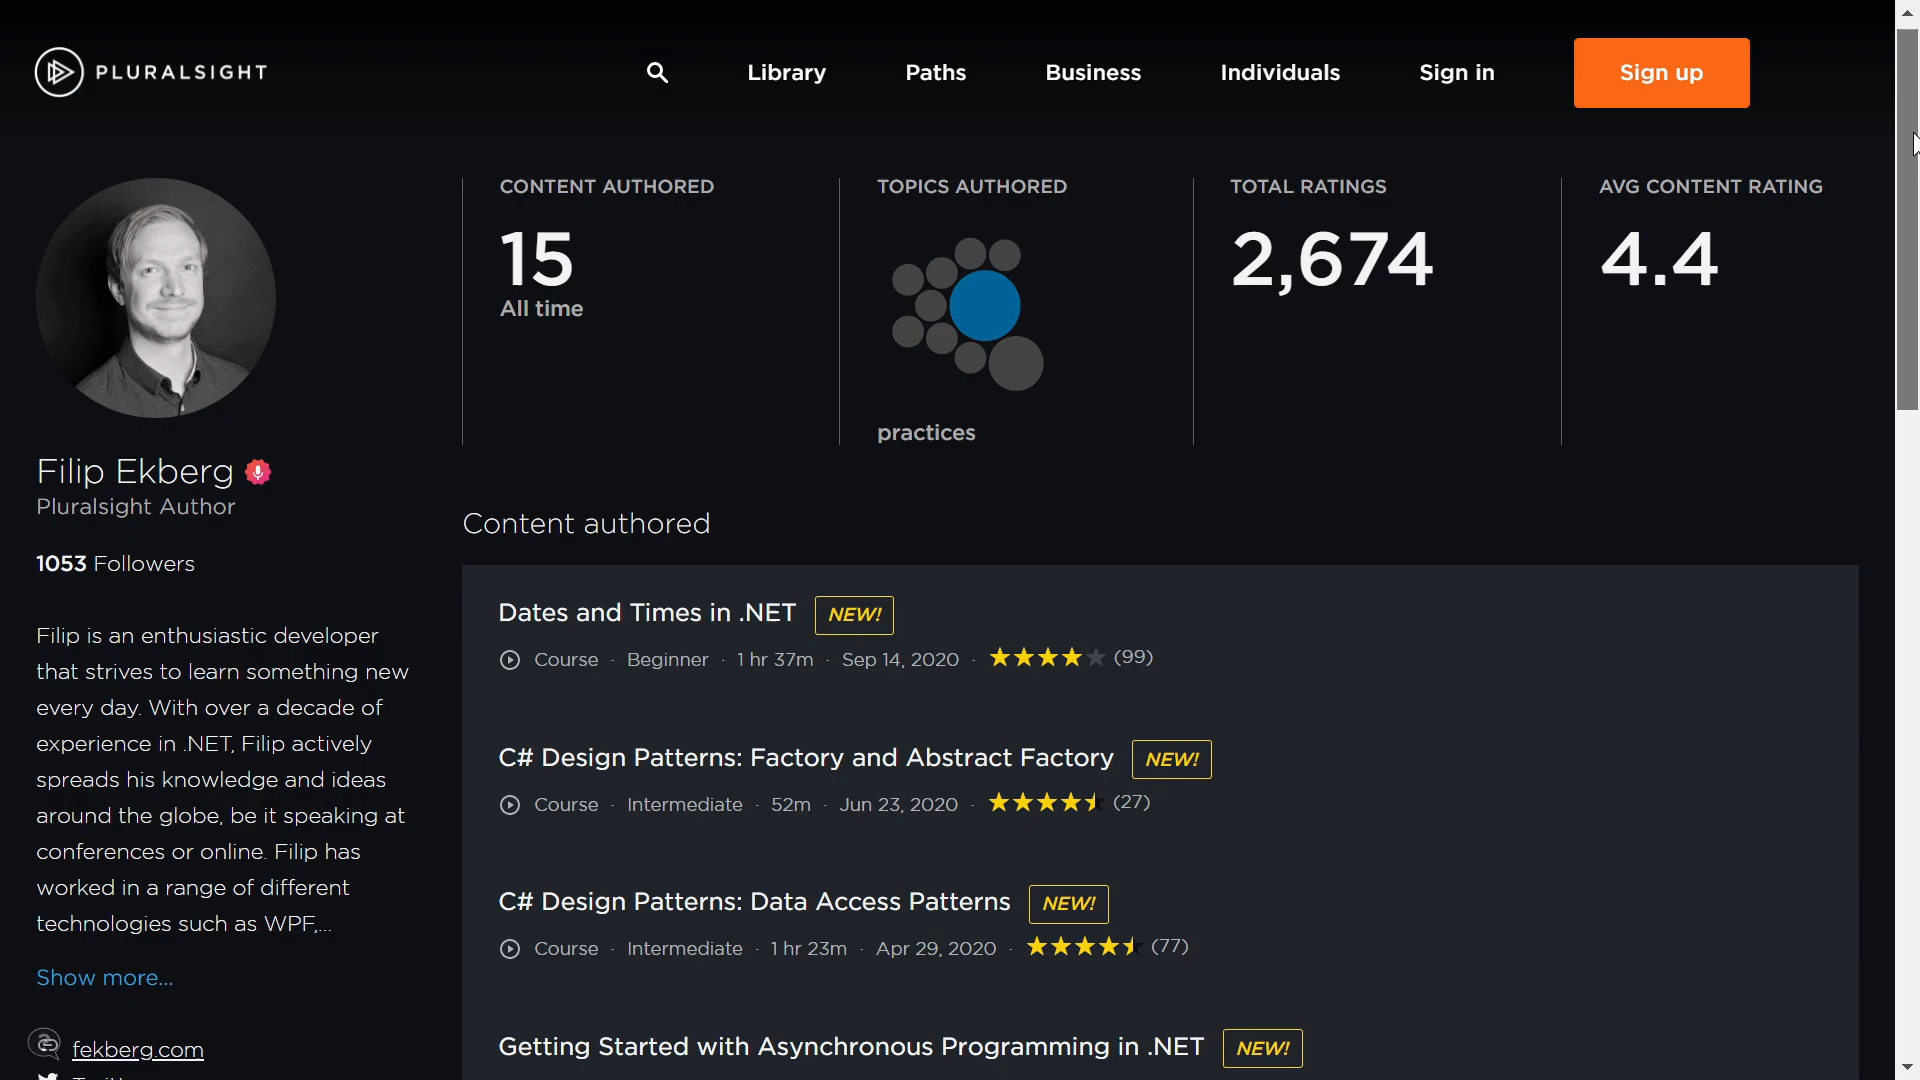 PLURALSIGHT
Library
Paths
Business
Individuals
Sign in
Sign up
CONTENT AUTHORED
15
All time
TOPICS AUTHORED
practices
TOTAL RATINGS
2,674
AVG CONTENT RATING
4.4
Filip Ekberg
Pluralsight Author
1053 Followers
Filip is an enthusiastic developer
that strives to learn something new
every day. With over a decade of
experience in .NET, Filip actively
spreads his knowledge and ideas
around the globe, be it speaking at
conferences or online. Filip has
worked in a range of different
technologies such as WPF,...
Show more...
fekberg.com
Content authored
Dates and Times in .NET NEW!
Course · Beginner · 1 hr 37m · Sep 14, 2020 · (99)
C# Design Patterns: Factory and Abstract Factory NEW!
Course · Intermediate · 52m · Jun 23, 2020 · (27)
C# Design Patterns: Data Access Patterns NEW!
Course · Intermediate · 1 hr 23m · Apr 29, 2020 · (77)
Getting Started with Asynchronous Programming in .NET NEW!